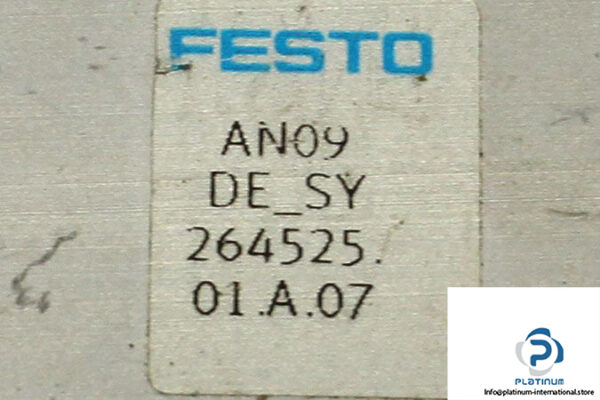 FESTO
AN09
DE_SY
264525.
01.A.07
PLATINUM
Info@platinum-international.store